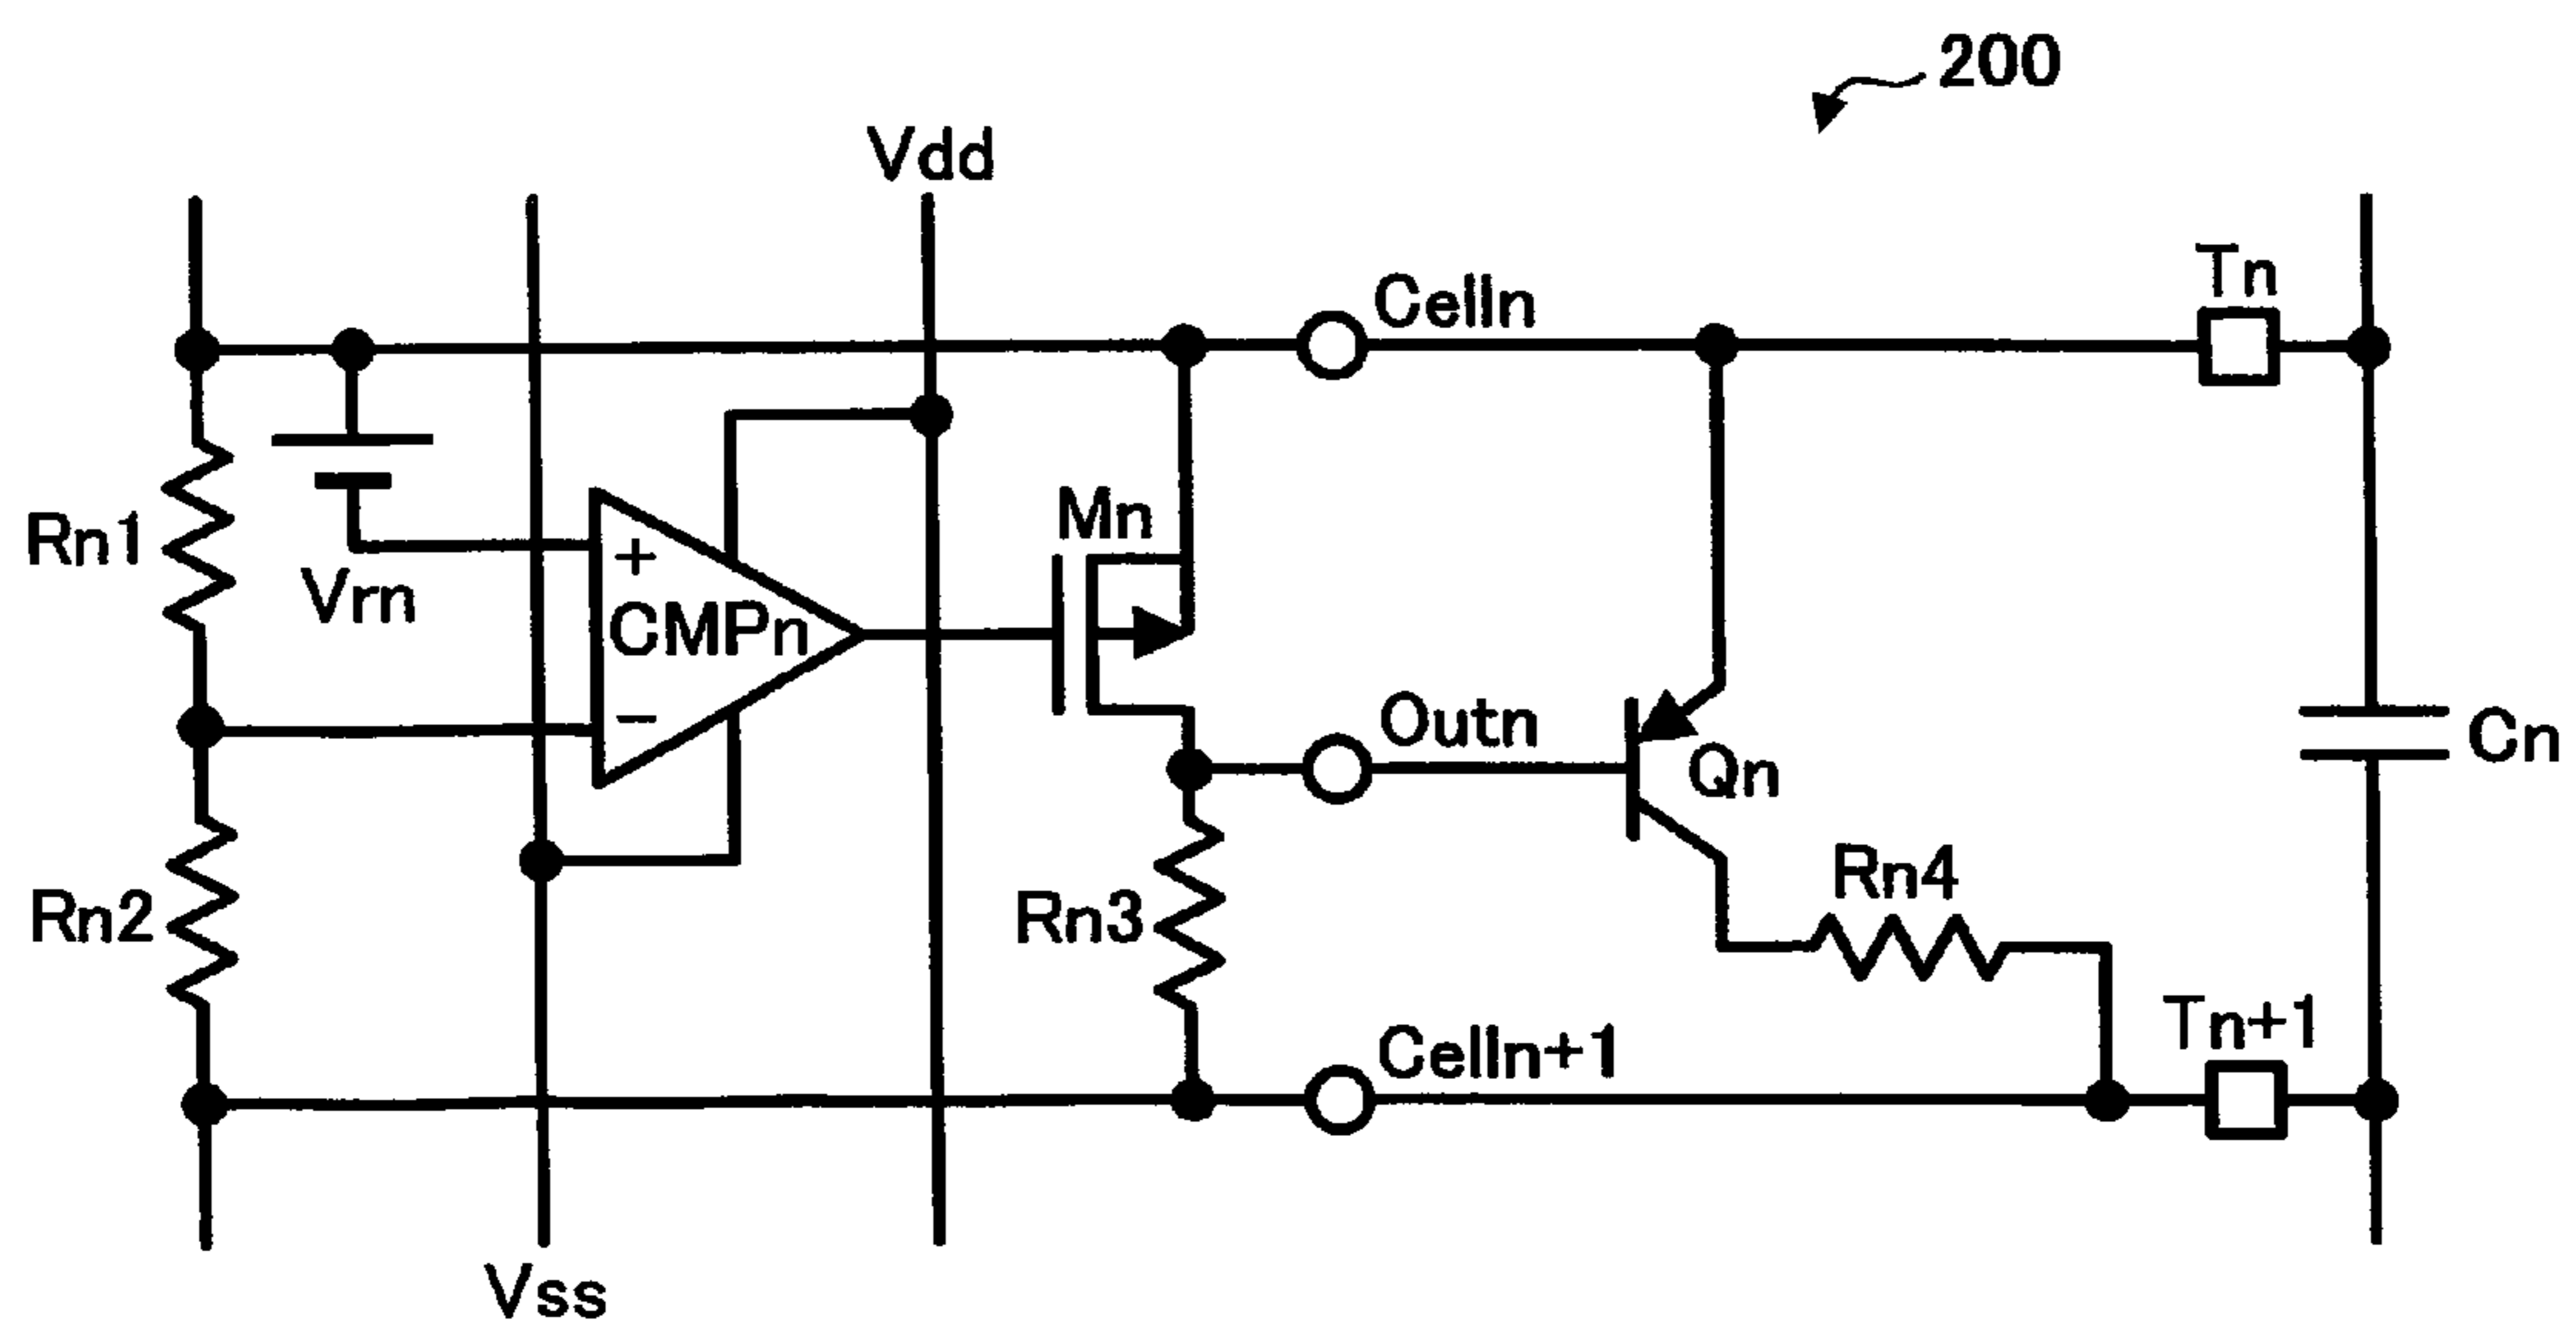 200
Vdd
Tn
Celln
Mn
Rn1
+
Vrn
CMPn
−
Outn
Qn
Cn
Rn4
Rn2
Rn3
Tn+1
Celln+1
Vss